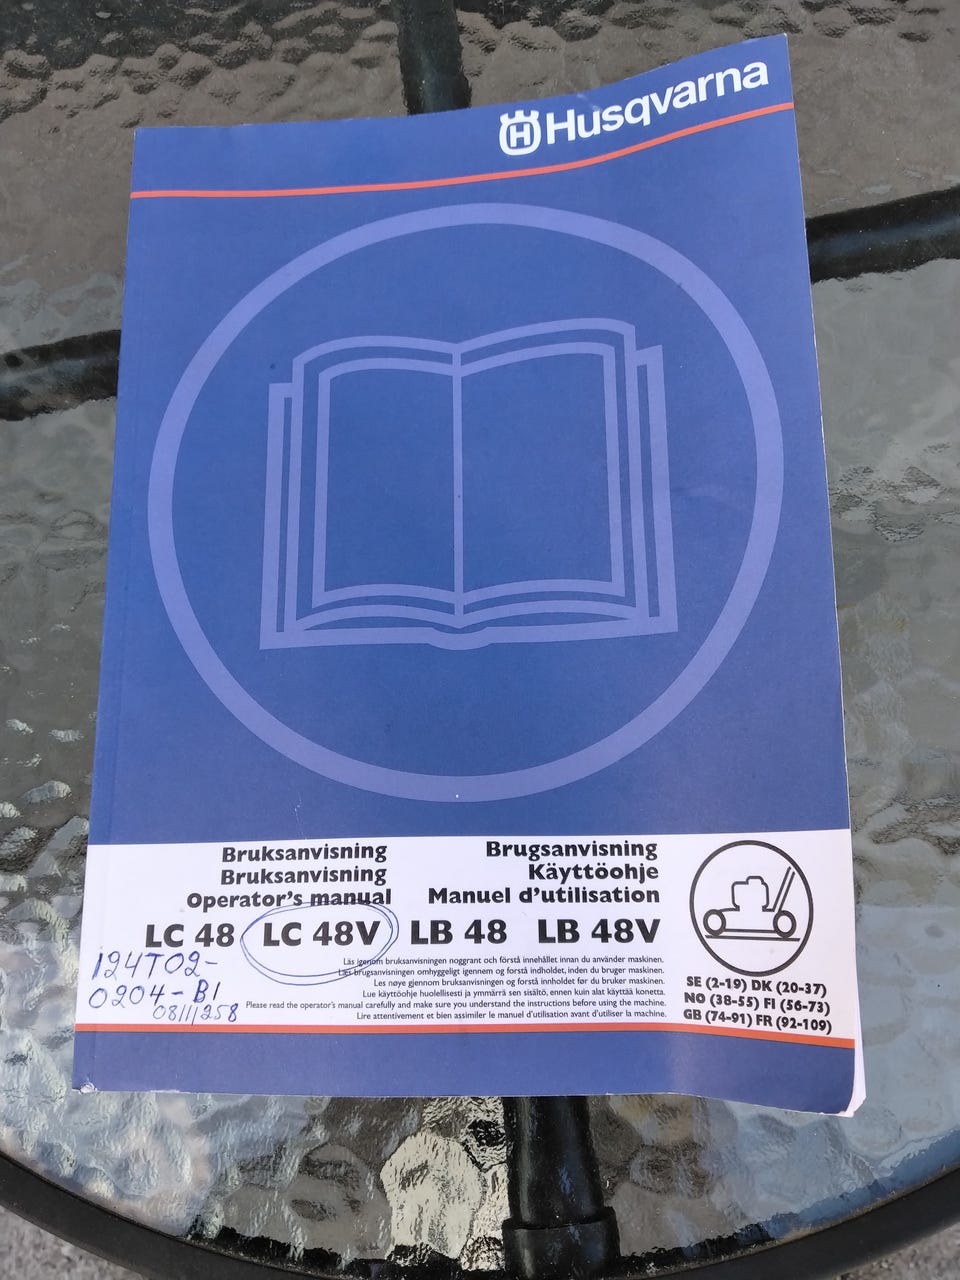 Husqvarna
Bruksanvisning
Bruksanvisning
Operator's manual
Brugsanvisning
Käyttöohje
Manuel d'utilisation
LC 48 LC 48V LB 48 LB 48V
124T02-
0204-B1
08111258
Läs igenom bruksanvisningen noggrant och förstå innehållet innan du använder maskinen.
Læs brugsanvisningen omhyggeligt igennem og forstå indholdet, inden du bruger maskinen.
Les nøye gjennom bruksanvisningen og forstå innholdet før du bruker maskinen.
Lue käyttöohje huolellisesti ja ymmärrä sen sisältö, ennen kuin alat käyttää konetta.
Please read the operator's manual carefully and make sure you understand the instructions before using the machine.
Lire attentivement et bien assimiler le manuel d'utilisation avant d'utiliser la machine.
SE (2-19) DK (20-37)
NO (38-55) FI (56-73)
GB (74-91) FR (92-109)